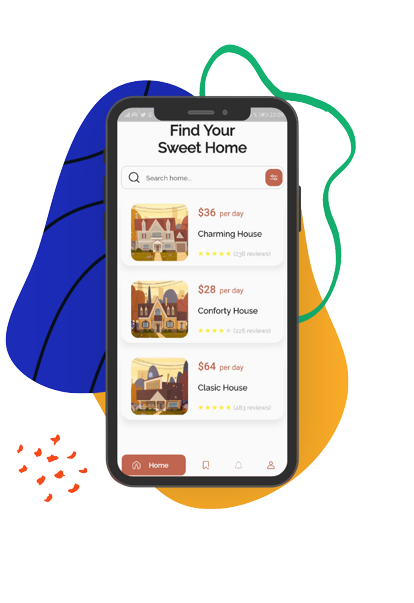 Find Your
Sweet Home
Search home...
$36 per day
Charming House
(238 reviews)
$28 per day
Conforty House
(226 reviews)
$64 per day
Clasic House
(483 reviews)
Home